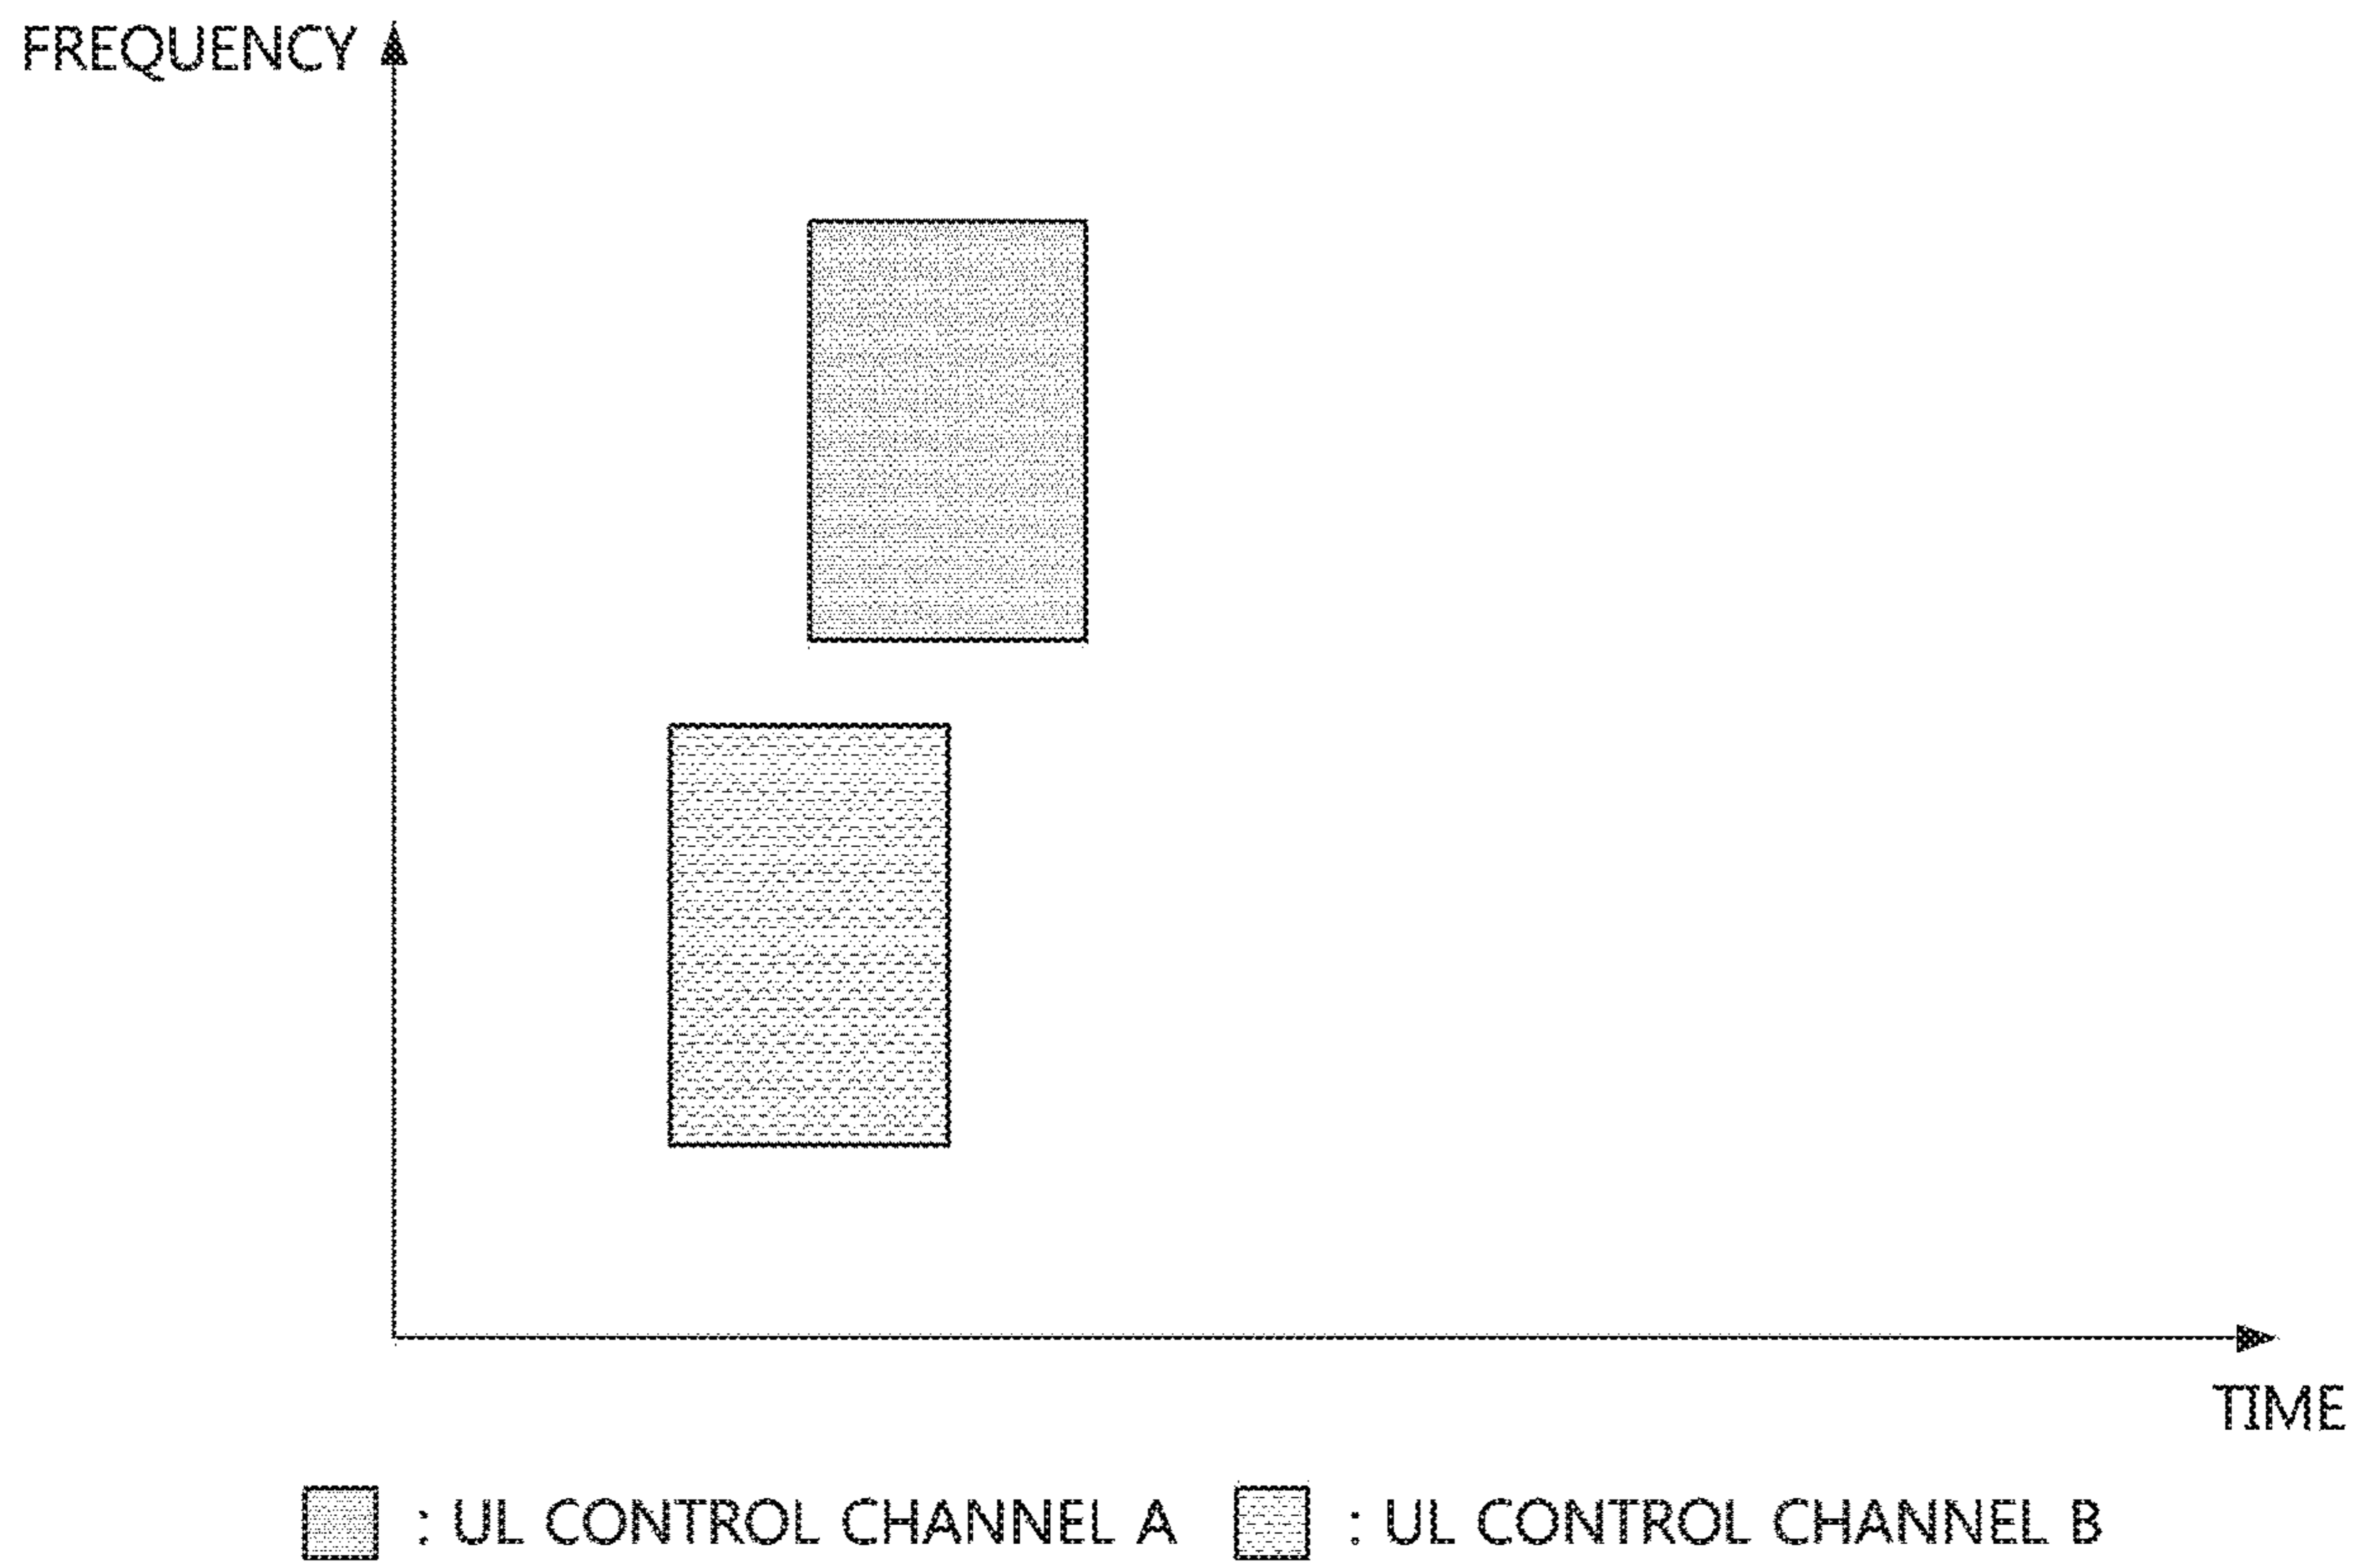 FREQUENCY
TIME
: UL CONTROL CHANNEL A : UL CONTROL CHANNEL B